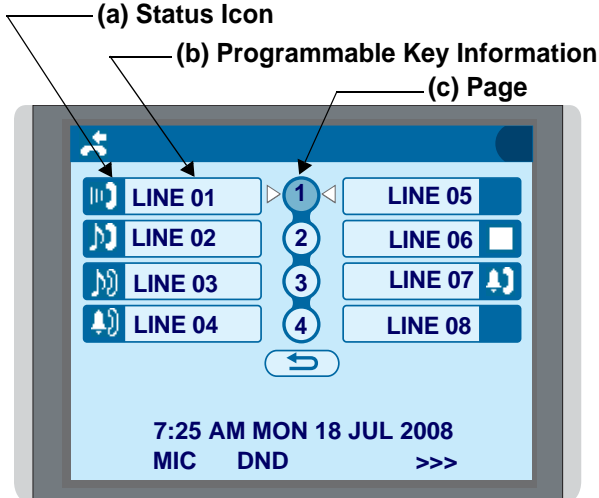 (a) Status Icon
(b) Programmable Key Information
(c) Page
LINE 01 1 LINE 05
LINE 02 2 LINE 06
LINE 03 3 LINE 07
LINE 04 4 LINE 08
7:25 AM MON 18 JUL 2008
MIC DND >>>